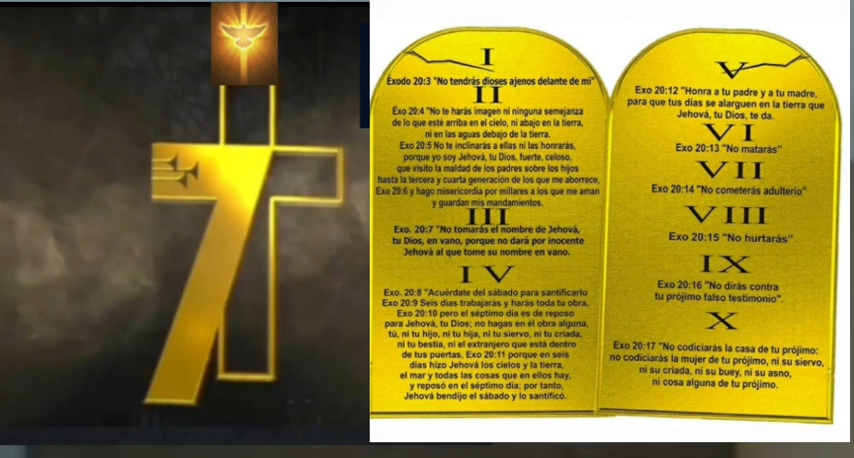 7
I
Éxodo 20:3 "No tendrás dioses ajenos delante de mí"
II
Éxo 20:4 "No te harás imagen ni ninguna semejanza
de lo que esté arriba en el cielo, ni abajo en la tierra,
ni en las aguas debajo de la tierra.
Exo 20:5 No te inclinarás a ellas ni las honrarás,
porque yo soy Jehová, tu Dios, fuerte, celoso,
que visito la maldad de los padres sobre los hijos
hasta la tercera y cuarta generación de los que me aborrece,
Exo 20:6 y hago misericordia por millares a los que me aman
y guardan mis mandamientos.
III
Exo. 20:7 "No tomarás el nombre de Jehová,
tu Dios, en vano, porque no dará por inocente
Jehová al que tome su nombre en vano.
IV
Exo. 20:8 "Acuérdate del sábado para santificarlo
Exo 20:9 Seis días trabajarás y harás toda tu obra,
Exo 20:10 pero el séptimo día es de reposo
para Jehová, tu Dios; no hagas en él obra alguna,
tú, ni tu hijo, ni tu hija, ni tu siervo, ni tu criada,
ni tu bestia, ni el extranjero que está dentro
de tus puertas, Exo 20:11 porque en seis
días hizo Jehová los cielos y la tierra,
el mar y todas las cosas que en ellos hay,
y reposó en el séptimo día; por tanto,
Jehová bendijo el sábado y lo santificó.
V
Exo 20:12 "Honra a tu padre y a tu madre,
para que tus días se alarguen en la tierra que
Jehová, tu Dios, te da.
VI
Exo 20:13 "No matarás"
VII
Exo 20:14 "No cometerás adulterio"
VIII
Exo 20:15 "No hurtarás"
IX
Exo 20:16 "No dirás contra
tu prójimo falso testimonio".
X
Exo 20:17 "No codiciarás la casa de tu prójimo:
no codiciarás la mujer de tu prójimo, ni su siervo,
ni su criada, ni su buey, ni su asno,
ni cosa alguna de tu prójimo.